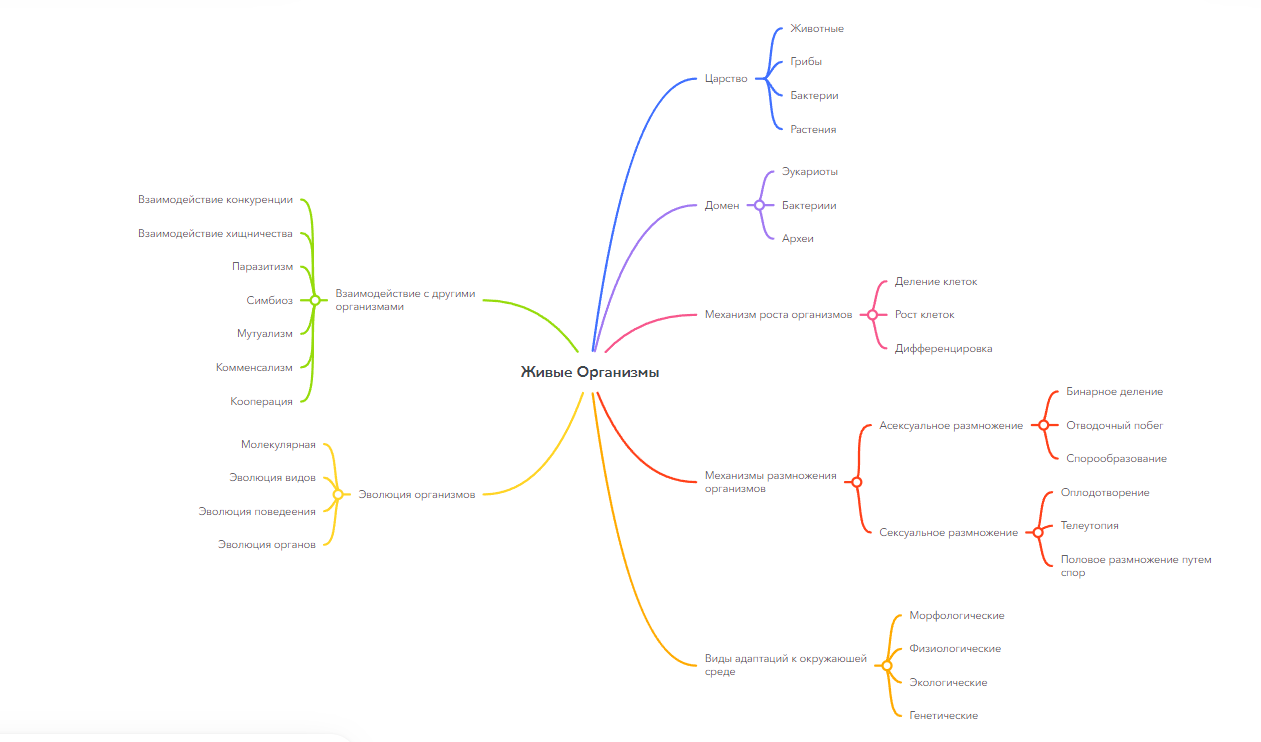 Живые Организмы
Царство
Животные
Грибы
Бактерии
Растения
Домен
Эукариоты
Бактериии
Археи
Механизм роста организмов
Деление клеток
Рост клеток
Дифференцировка
Механизмы размножения
организмов
Асексуальное размножение
Бинарное деление
Отводочный побег
Спорообразование
Сексуальное размножение
Оплодотворение
Телеутопия
Половое размножение путем
спор
Виды адаптаций к окружаюшей
среде
Морфологические
Физиологические
Экологические
Генетические
Взаимодействие с другими
организмами
Взаимодействие конкуренции
Взаимодействие хищничества
Паразитизм
Симбиоз
Мутуализм
Комменсализм
Кооперация
Эволюция организмов
Молекулярная
Эволюция видов
Эволюция поведеения
Эволюция органов